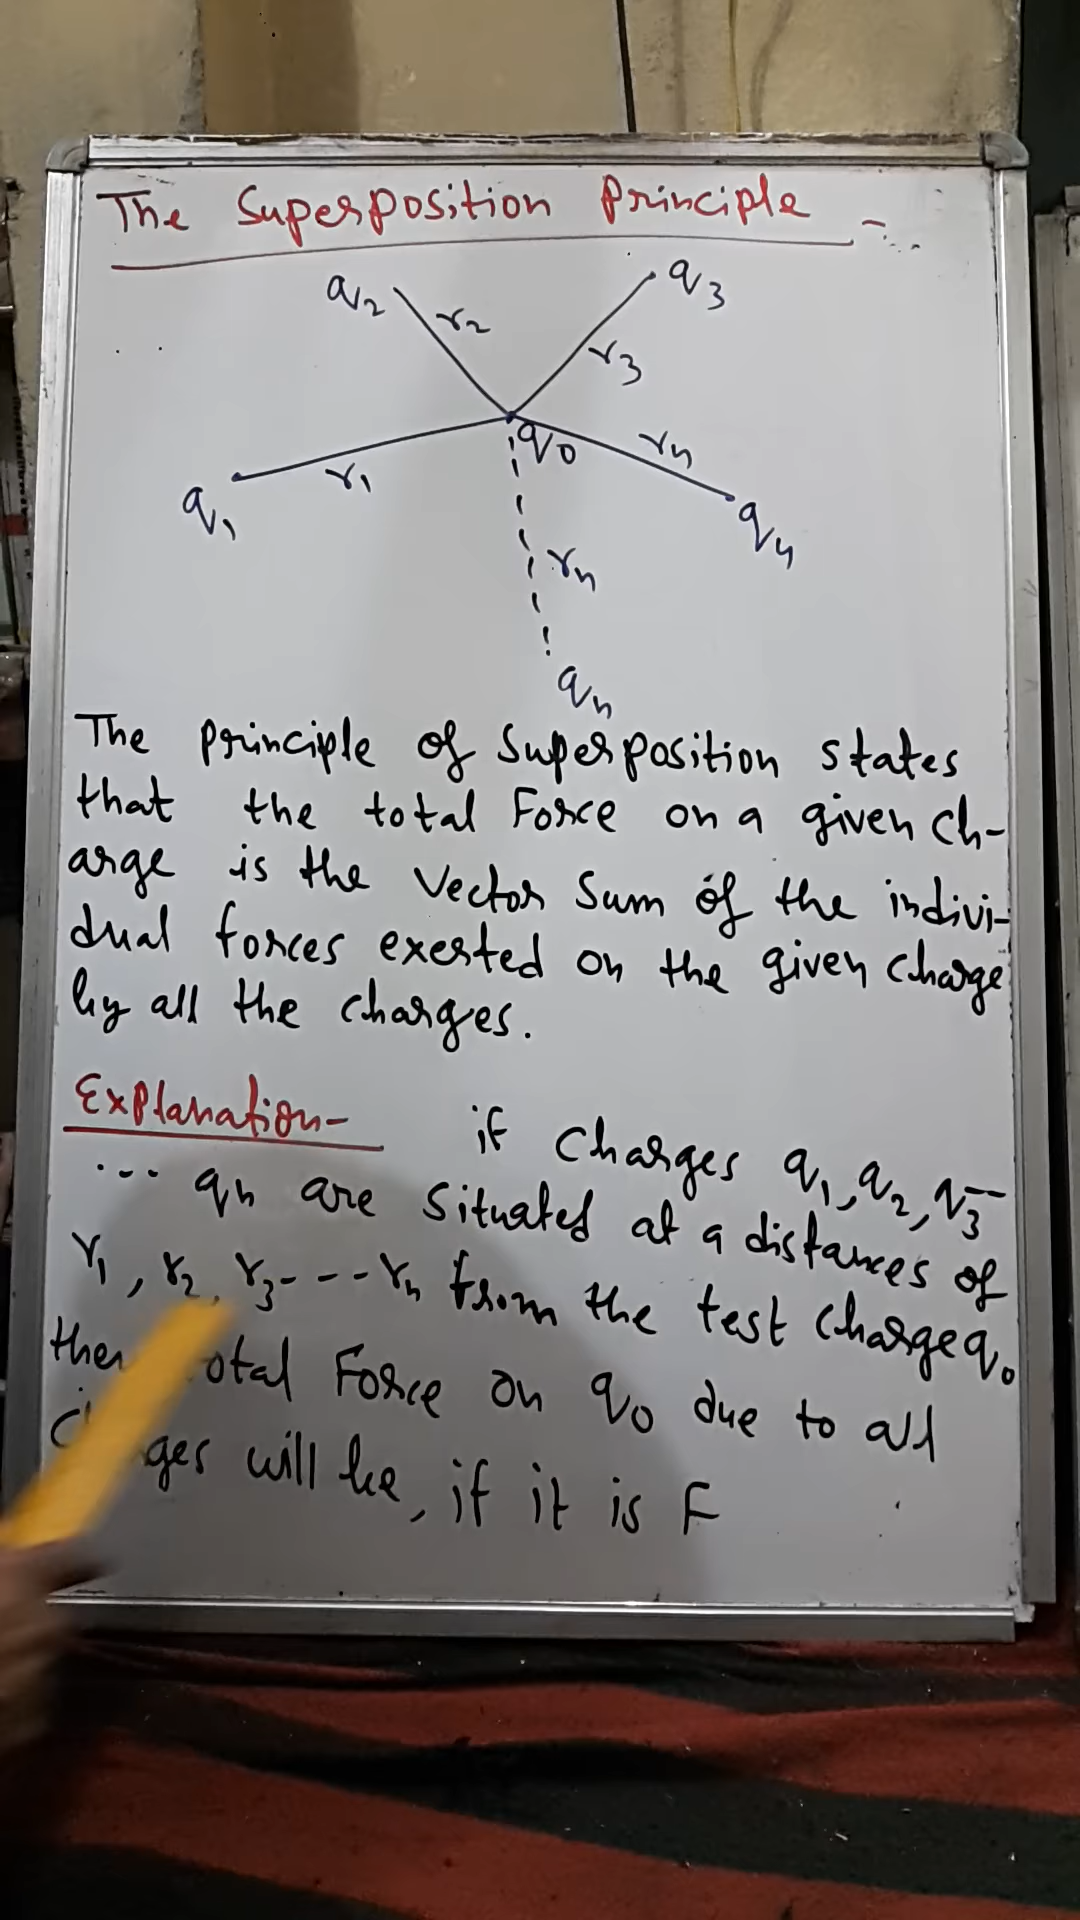 The Superposition Principle -
q2 r2 r3 q3
q1 r1 q0 r4 q4
rn
qn
The principle of Superposition states
that the total Force on a given ch-
arge is the Vector Sum of the indivi-
dual forces exerted on the given charge
by all the charges.
Explanation- if charges q1, q2, q3--
--- qn are situated at a distances of
r1, r2, r3---- rn from the test charge q0
then total Force on q0 due to all
will be, if it is F